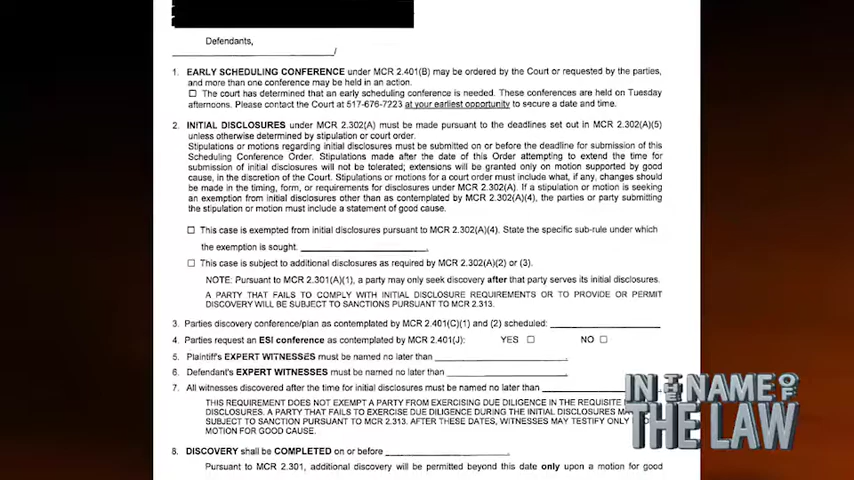 Defendants,
/
1. EARLY SCHEDULING CONFERENCE under MCR 2.401(B) may be ordered by the Court or requested by the parties,
and more than one conference may be held in an action.
☐ The court has determined that an early scheduling conference is needed. These conferences are held on Tuesday
afternoons. Please contact the Court at 517-676-7223 at your earliest opportunity to secure a date and time.
2. INITIAL DISCLOSURES under MCR 2.302(A) must be made pursuant to the deadlines set out in MCR 2.302(A)(5)
unless otherwise determined by stipulation or court order.
Stipulations or motions regarding initial disclosures must be submitted on or before the deadline for submission of this
Scheduling Conference Order. Stipulations made after the date of this Order attempting to extend the time for
submission of initial disclosures will not be tolerated; extensions will be granted only on motion supported by good
cause, in the discretion of the Court. Stipulations or motions for a court order must include what, if any, changes should
be made in the timing, form, or requirements for disclosures under MCR 2.302(A). If a stipulation or motion is seeking
an exemption from initial disclosures other than as contemplated by MCR 2.302(A)(4), the parties or party submitting
the stipulation or motion must include a statement of good cause.
☐ This case is exempted from initial disclosures pursuant to MCR 2.302(A)(4). State the specific sub-rule under which
the exemption is sought. ____________________.
☐ This case is subject to additional disclosures as required by MCR 2.302(A)(2) or (3).
NOTE: Pursuant to MCR 2.301(A)(1), a party may only seek discovery after that party serves its initial disclosures.
A PARTY THAT FAILS TO COMPLY WITH INITIAL DISCLOSURE REQUIREMENTS OR TO PROVIDE OR PERMIT
DISCOVERY WILL BE SUBJECT TO SANCTIONS PURSUANT TO MCR 2.313.
3. Parties discovery conference/plan as contemplated by MCR 2.401(C)(1) and (2) scheduled: ____________________
4. Parties request an ESI conference as contemplated by MCR 2.401(J): YES ☐ NO ☐
5. Plaintiff's EXPERT WITNESSES must be named no later than ____________________.
6. Defendant's EXPERT WITNESSES must be named no later than ____________________.
7. All witnesses discovered after the time for initial disclosures must be named no later than ____________________
THIS REQUIREMENT DOES NOT EXEMPT A PARTY FROM EXERCISING DUE DILIGENCE IN THE REQUISITE
DISCLOSURES. A PARTY THAT FAILS TO EXERCISE DUE DILIGENCE DURING THE INITIAL DISCLOSURES
SUBJECT TO SANCTION PURSUANT TO MCR 2.313. AFTER THESE DATES, WITNESSES MAY TESTIFY ONLY
MOTION FOR GOOD CAUSE.
IN THE NAME OF
THE LAW
8. DISCOVERY shall be COMPLETED on or before ____________________.
Pursuant to MCR 2.301, additional discovery will be permitted beyond this date only upon a motion for good